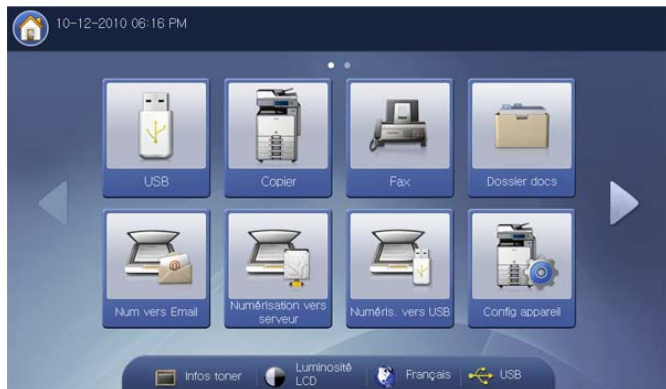 10-12-2010 06:16 PM
USB
Copier
Fax
Dossier docs
Num vers Email
Numérisation vers
serveur
Numéris. vers USB
Config appareil
Infos toner
Luminosité
LCD
Français
USB